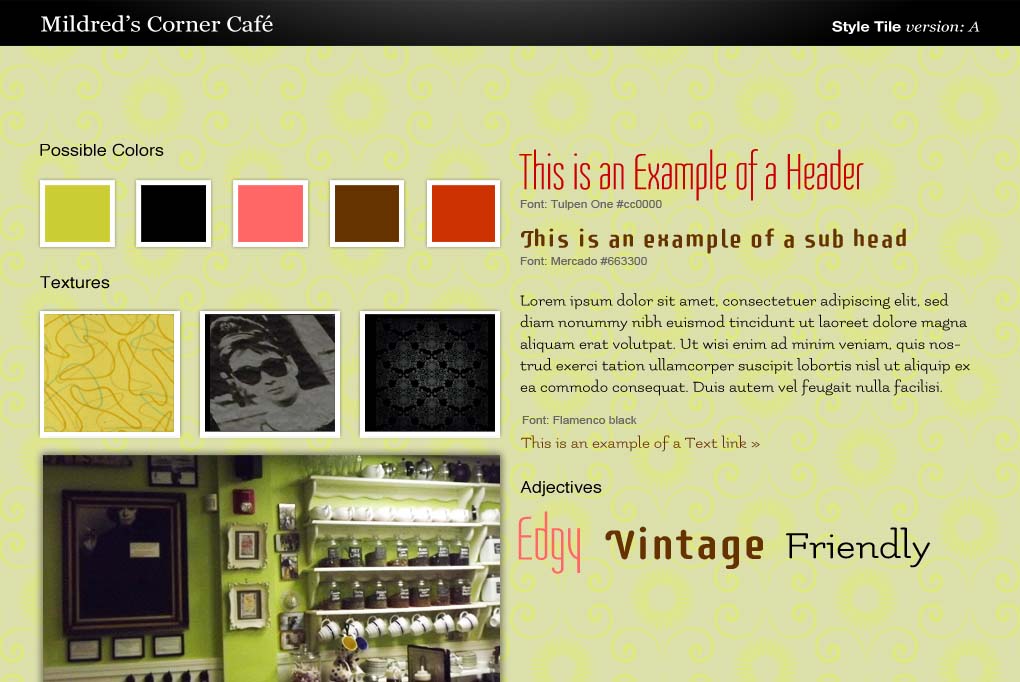 Mildred's Corner Café
Style Tile version: A
Possible Colors
Textures
This is an Example of a Header
Font: Tulpen One #cc0000
This is an example of a sub head
Font: Mercado #663300
Lorem ipsum dolor sit amet, consectetuer adipiscing elit, sed
diam nonummy nibh euismod tincidunt ut laoreet dolore magna
aliquam erat volutpat. Ut wisi enim ad minim veniam, quis nos-
trud exerci tation ullamcorper suscipit lobortis nisl ut aliquip ex
ea commodo consequat. Duis autem vel feugait nulla facilisi.
Font: Flamenco black
This is an example of a Text link »
Adjectives
Edgy Vintage Friendly